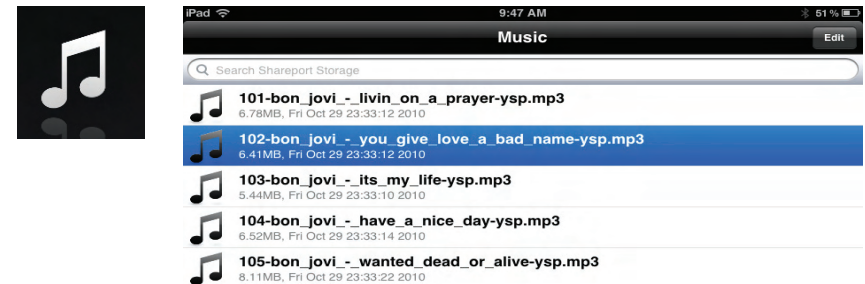 iPad 9:47 AM 51 %
Music Edit
Search Shareport Storage
101-bon_jovi_-_livin_on_a_prayer-ysp.mp3
6.78MB, Fri Oct 29 23:33:12 2010
102-bon_jovi_-_you_give_love_a_bad_name-ysp.mp3
6.41MB, Fri Oct 29 23:33:12 2010
103-bon_jovi_-_its_my_life-ysp.mp3
5.44MB, Fri Oct 29 23:33:10 2010
104-bon_jovi_-_have_a_nice_day-ysp.mp3
6.52MB, Fri Oct 29 23:33:14 2010
105-bon_jovi_-_wanted_dead_or_alive-ysp.mp3
8.11MB, Fri Oct 29 23:33:22 2010